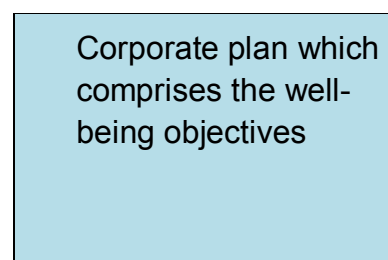 Corporate plan which
comprises the well-
being objectives